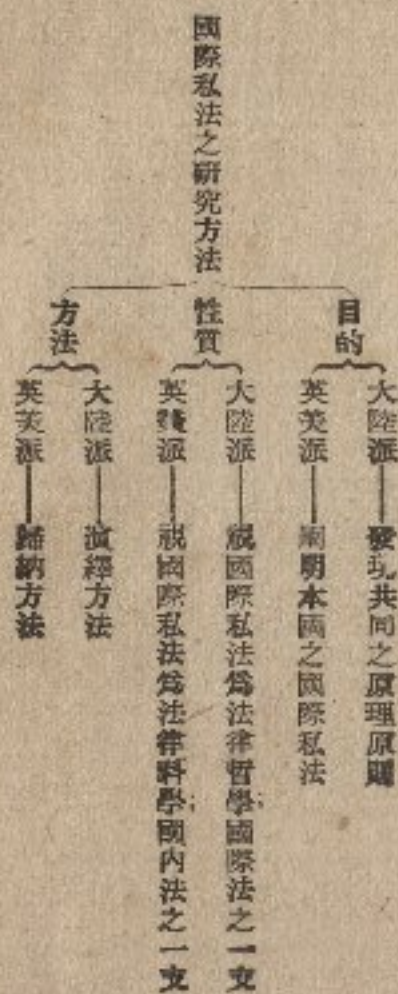 國際私法之研究方法
目的
大陸派——發現共同之原理原則
英美派——闡明本國之國際私法
性質
大陸派——視國際私法爲法律哲學;國際法之一支
英美派——視國際私法爲法律科學;國內法之一支
方法
大陸派——演繹方法
英美派——歸納方法